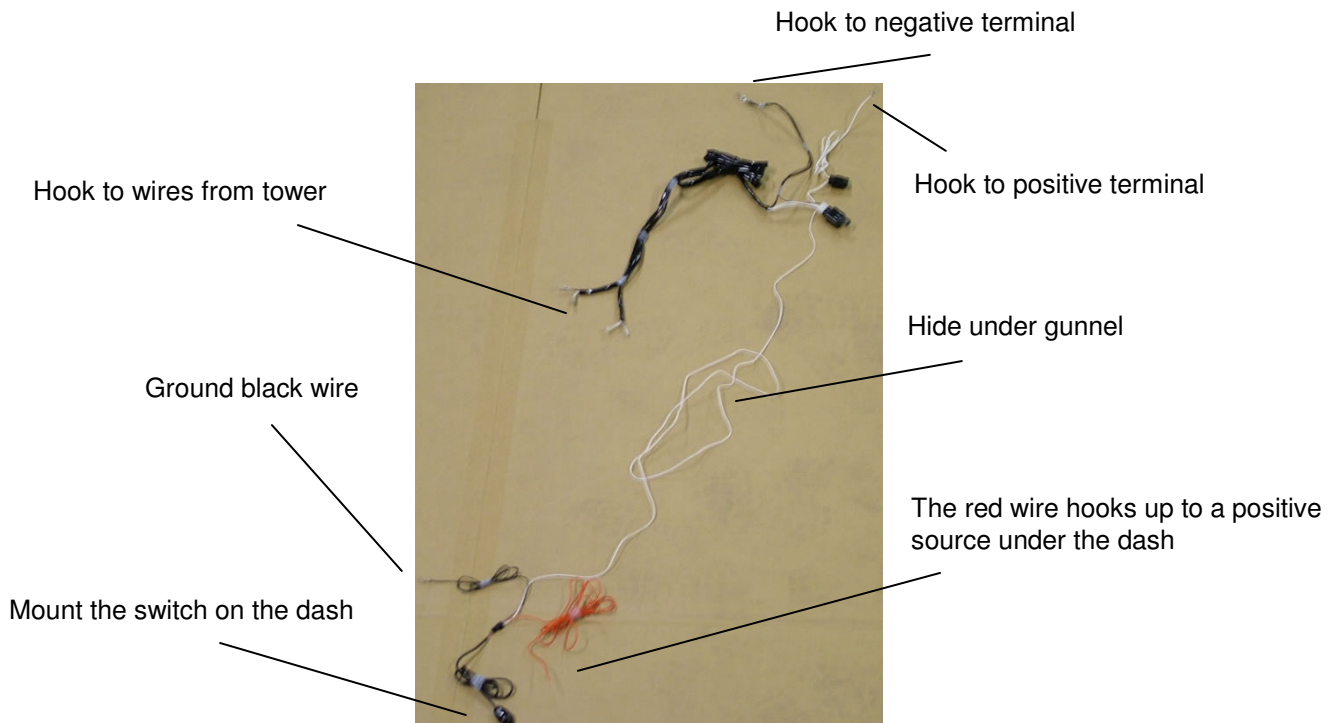 Hook to negative terminal
Hook to wires from tower
Hook to positive terminal
Hide under gunnel
Ground black wire
The red wire hooks up to a positive
source under the dash
Mount the switch on the dash